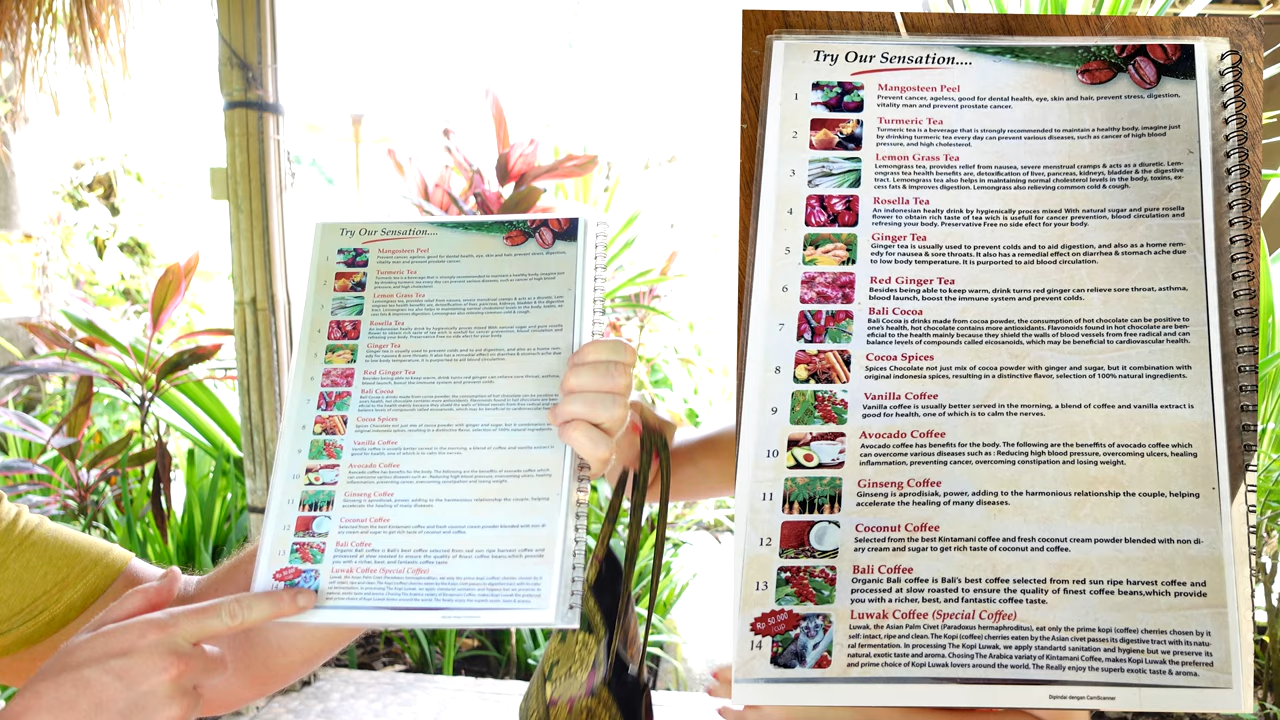 Try Our Sensation....
1
Mangosteen Peel
Prevent cancer, ageless, good for dental health, eye, skin and hair, prevent stress, digestion,
vitality man and prevent prostate cancer.
2
Turmeric Tea
Turmeric tea is a beverage that is strongly recommended to maintain a healthy body, imagine just
by drinking turmeric tea every day can prevent various diseases, such as cancer of high blood
pressure, and high cholesterol.
3
Lemon Grass Tea
Lemongrass tea, provides relief from nausea, severe menstrual cramps & acts as a diuretic. Lem-
ongrass tea health benefits are, detoxification of liver, pancreas, kidneys, bladder & the digestive
tract. Lemongrass tea also helps in maintaining normal cholesterol levels in the body, toxins, ex-
cess fats & improves digestion. Lemongrass also relieving common cold & cough.
4
Rosella Tea
An indonesian healty drink by hygienically proces mixed With natural sugar and pure rosella
flower to obtain rich taste of tea wich is usefull for cancer prevention, blood circulation and
refresing your body. Preservative Free no side efect for your body.
5
Ginger Tea
Ginger tea is usually used to prevent colds and to aid digestion, and also as a home rem-
edy for nausea & sore throats. It also has a remedial effect on diarrhea & stomach ache due
to low body temperature. It is purported to aid blood circulation.
6
Red Ginger Tea
Besides being able to keep warm, drink turns red ginger can relieve sore throat, asthma,
blood launch, boost the immune system and prevent colds.
7
Bali Cocoa
Bali Cocoa is drinks made from cocoa powder, the consumption of hot chocolate can be positive to
one's health, hot chocolate contains more antioxidants. Flavonoids found in hot chocolate are ben-
eficial to the health mainly because they shield the walls of blood vessels from free radical and can
balance levels of compounds called eicosanoids, which may be beneficial to cardiovascular health.
8
Cocoa Spices
Spices Chocolate not just mix of cocoa powder with ginger and sugar, but it combination with
original indonesia spices, resulting in a distinctive flavor, selection of 100% natural ingredients.
9
Vanilla Coffee
Vanilla coffee is usually better served in the morning, a blend of coffee and vanilla extract is
good for health, one of which is to calm the nerves.
10
Avocado Coffee
Avocado coffee has benefits for the body. The following are the benefits of avocado coffee which
can overcome various diseases such as : Reducing high blood pressure, overcoming ulcers, healing
inflammation, preventing cancer, overcoming constipation and losing weight.
11
Ginseng Coffee
Ginseng is aprodisiak, power, adding to the harmonious relationship the couple, helping
accelerate the healing of many diseases.
12
Coconut Coffee
Selected from the best Kintamani coffee and fresh coconut cream powder blended with non di-
ary cream and sugar to get rich taste of coconut and coffee.
13
Bali Coffee
Organic Bali coffee is Bali's best coffee selected from red sun ripe harvest coffee and
processed at slow roasted to ensure the quality of finest coffee beans,which provide
you with a richer, best, and fantastic coffee taste.
14
Rp 50.000
/cup
Luwak Coffee (Special Coffee)
Luwak, the Asian Palm Civet (Paradoxus hermaphroditus), eat only the prime kopi (coffee) cherries chosen by it
self: intact, ripe and clean. The Kopi (coffee) cherries eaten by the Asian civet passes its digestive tract with its natu-
ral fermentation. In processing The Kopi Luwak, we apply standartd sanitation and hygiene but we preserve its
natural, exotic taste and aroma. Chosing The Arabica variaty of Kintamani Coffee, makes Kopi Luwak the preferred
and prime choice of Kopi Luwak lovers around the world. The Really enjoy the superb exotic taste & aroma.
Dipindai dengan CamScanner